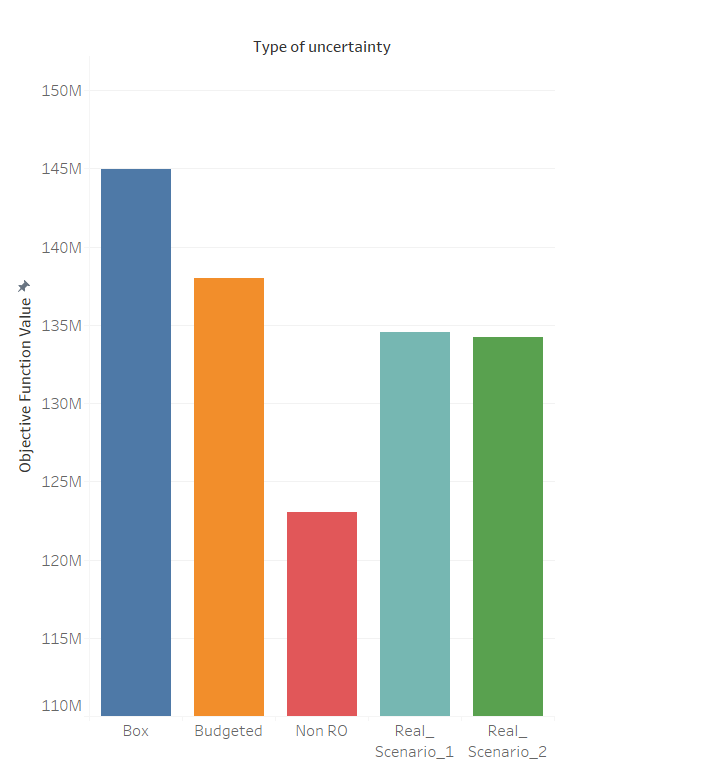 Type of uncertainty
150M
145M
140M
135M
130M
125M
120M
115M
110M
Objective Function Value
Box
Budgeted
Non RO
Real_
Scenario_1
Real_
Scenario_2